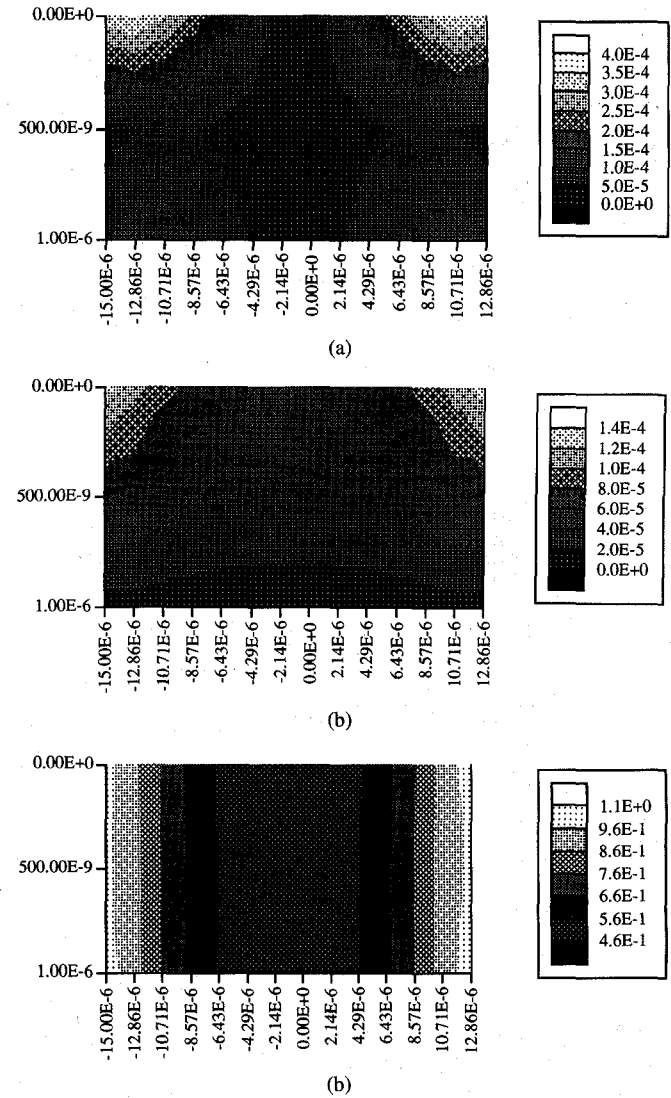 0.00E+0
500.00E-9
1.00E-6
-15.00E-6
-12.86E-6
-10.71E-6
-8.57E-6
-6.43E-6
-4.29E-6
-2.14E-6
0.00E+0
2.14E-6
4.29E-6
6.43E-6
8.57E-6
10.71E-6
12.86E-6
4.0E-4
3.5E-4
3.0E-4
2.5E-4
2.0E-4
1.5E-4
1.0E-4
5.0E-5
0.0E+0
(a)
0.00E+0
500.00E-9
1.00E-6
-15.00E-6
-12.86E-6
-10.71E-6
-8.57E-6
-6.43E-6
-4.29E-6
-2.14E-6
0.00E+0
2.14E-6
4.29E-6
6.43E-6
8.57E-6
10.71E-6
12.86E-6
1.4E-4
1.2E-4
1.0E-4
8.0E-5
6.0E-5
4.0E-5
2.0E-5
0.0E+0
(b)
0.00E+0
500.00E-9
1.00E-6
-15.00E-6
-12.86E-6
-10.71E-6
-8.57E-6
-6.43E-6
-4.29E-6
-2.14E-6
0.00E+0
2.14E-6
4.29E-6
6.43E-6
8.57E-6
10.71E-6
12.86E-6
1.1E+0
9.6E-1
8.6E-1
7.6E-1
6.6E-1
5.6E-1
4.6E-1
(b)